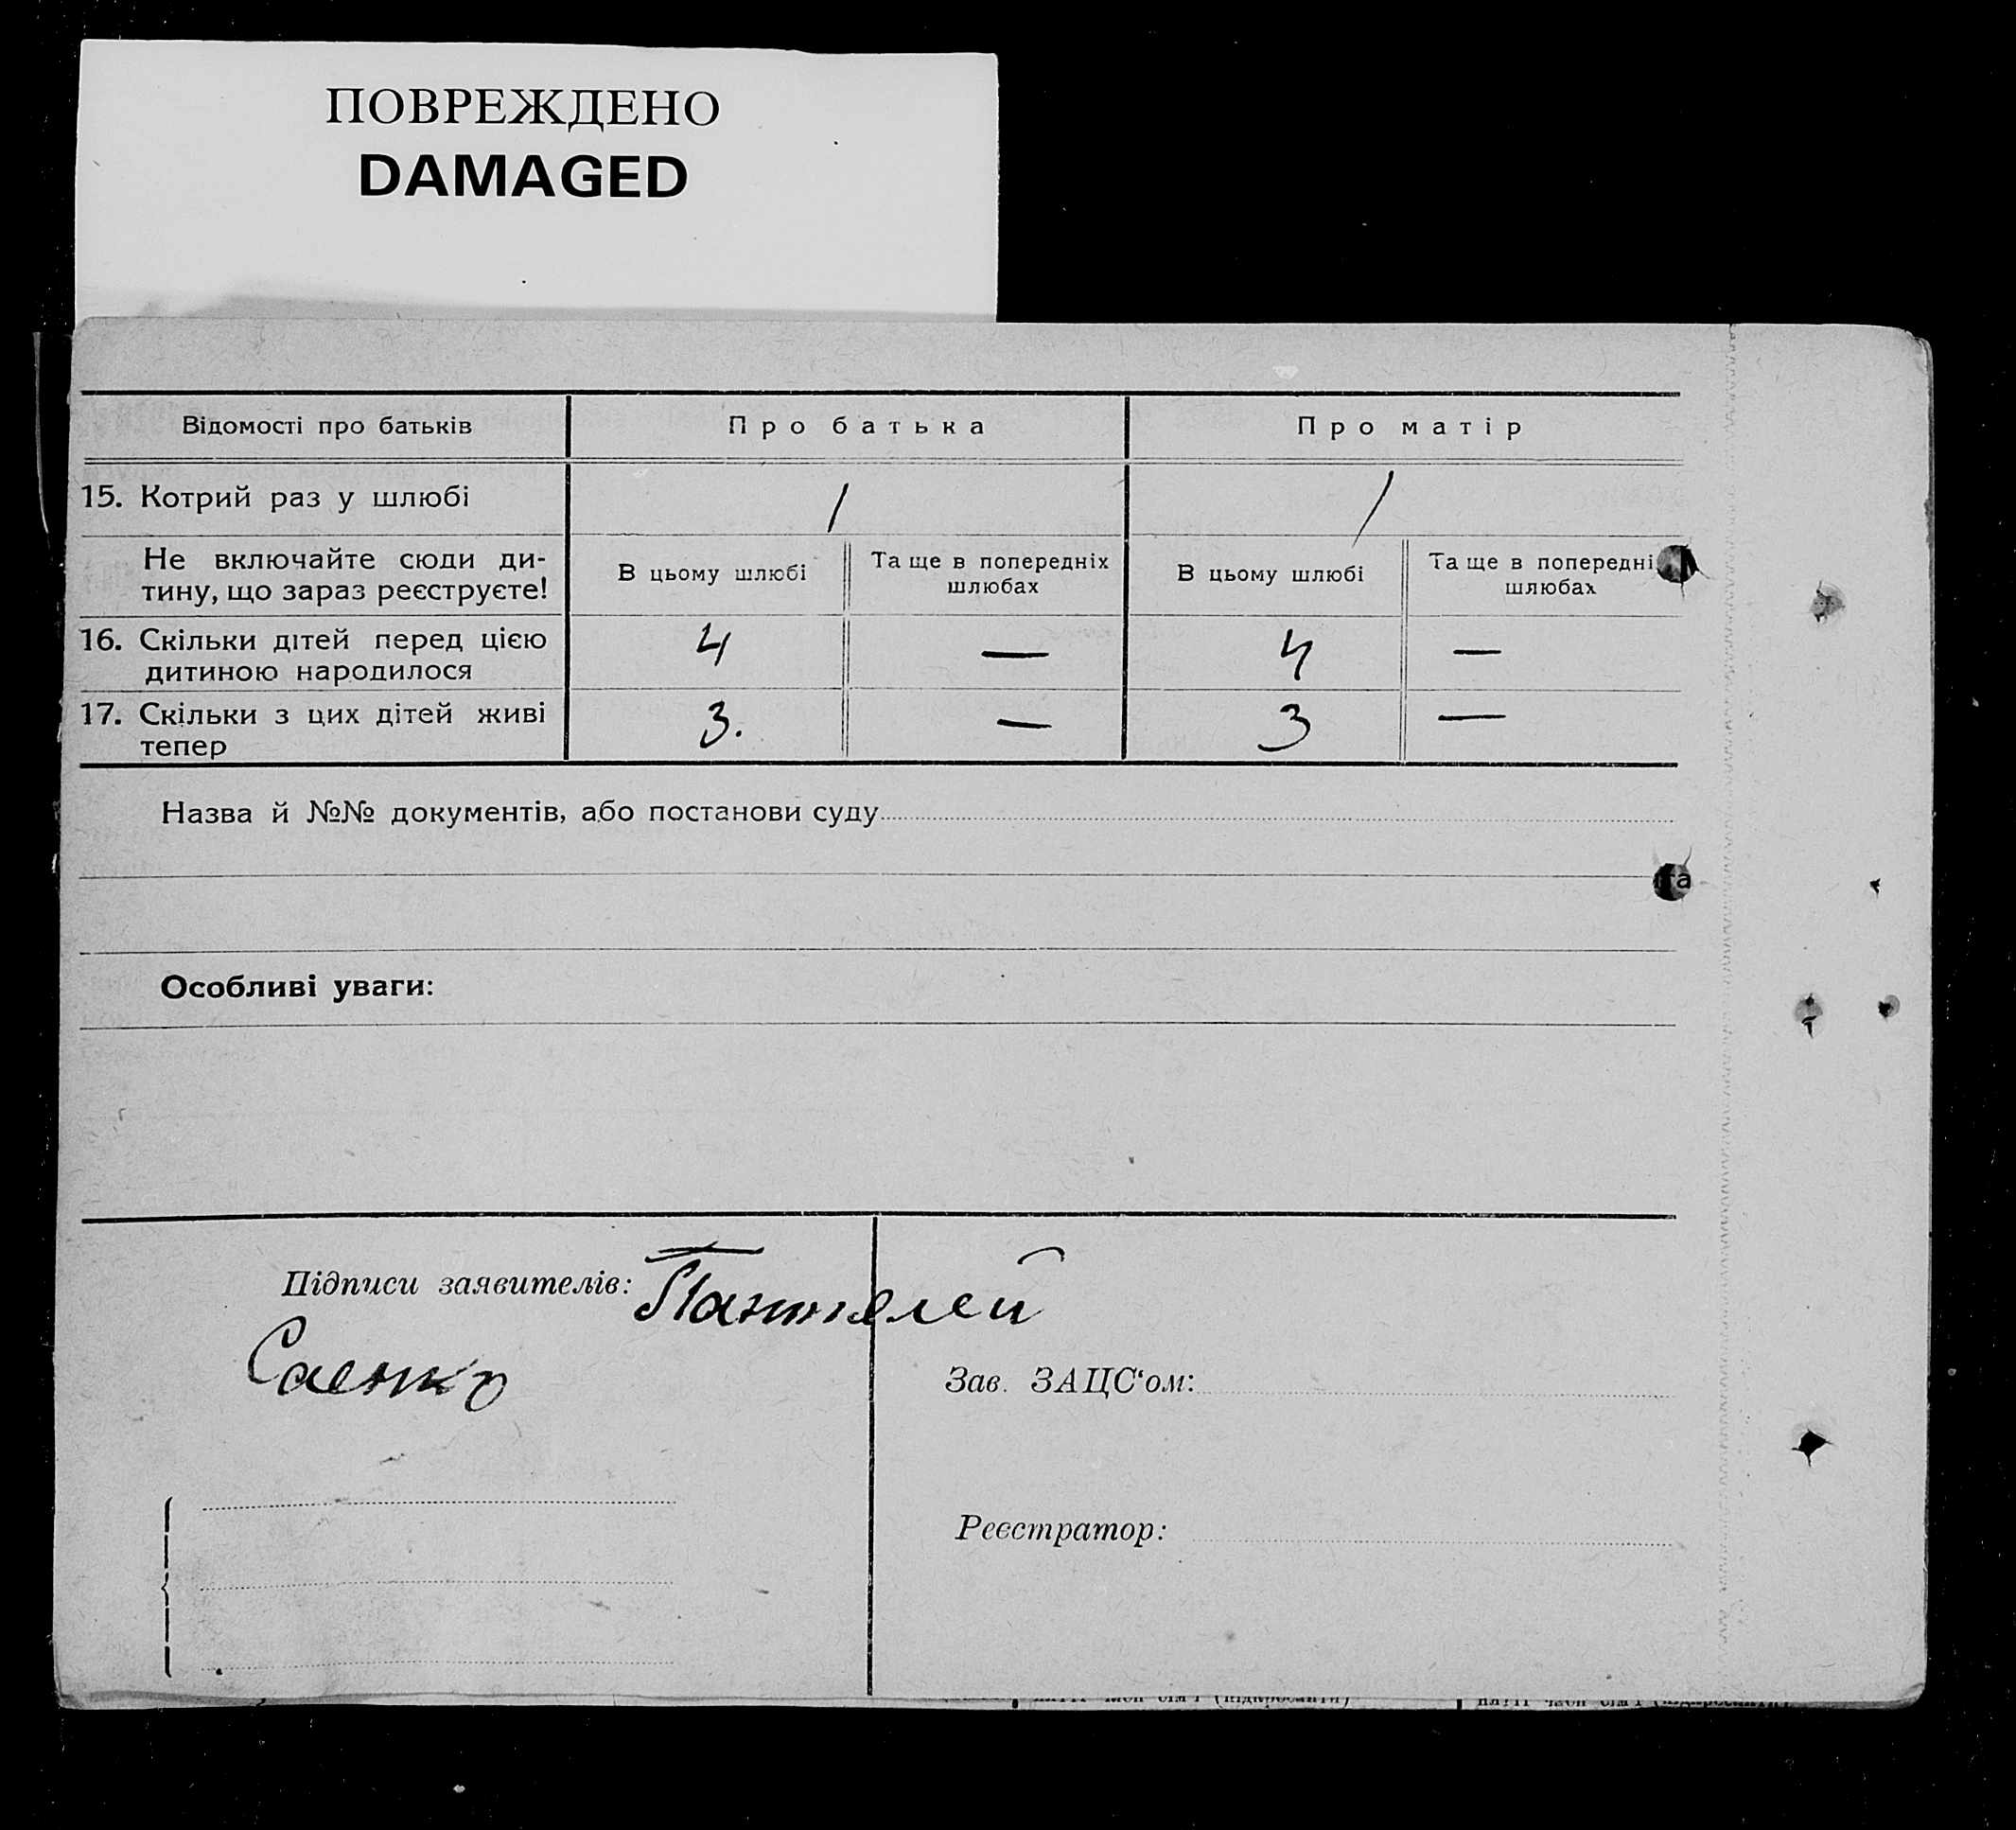 ПОВРЕЖДЕНО
DAMAGED
Відомості про батьків
Про батька
Про матір
15. Котрий раз у шлюбі
/
/
Не включайте сюди ди-
тину, що зараз реєструєте!
В цьому шлюбі
Та ще в попередніх
шлюбах
В цьому шлюбі
Та ще в попередні
шлюбах
16. Скільки дітей перед цією
дитиною народилося
4
—
4
—
17. Скільки з цих дітей живі
тепер
3.
—
3
—
Назва й №№ документів, або постанови суду
Особливі уваги:
Підписи заявителів: Пантелей
Саенко
Зав. ЗАЦС‘ом:
Реєстратор: